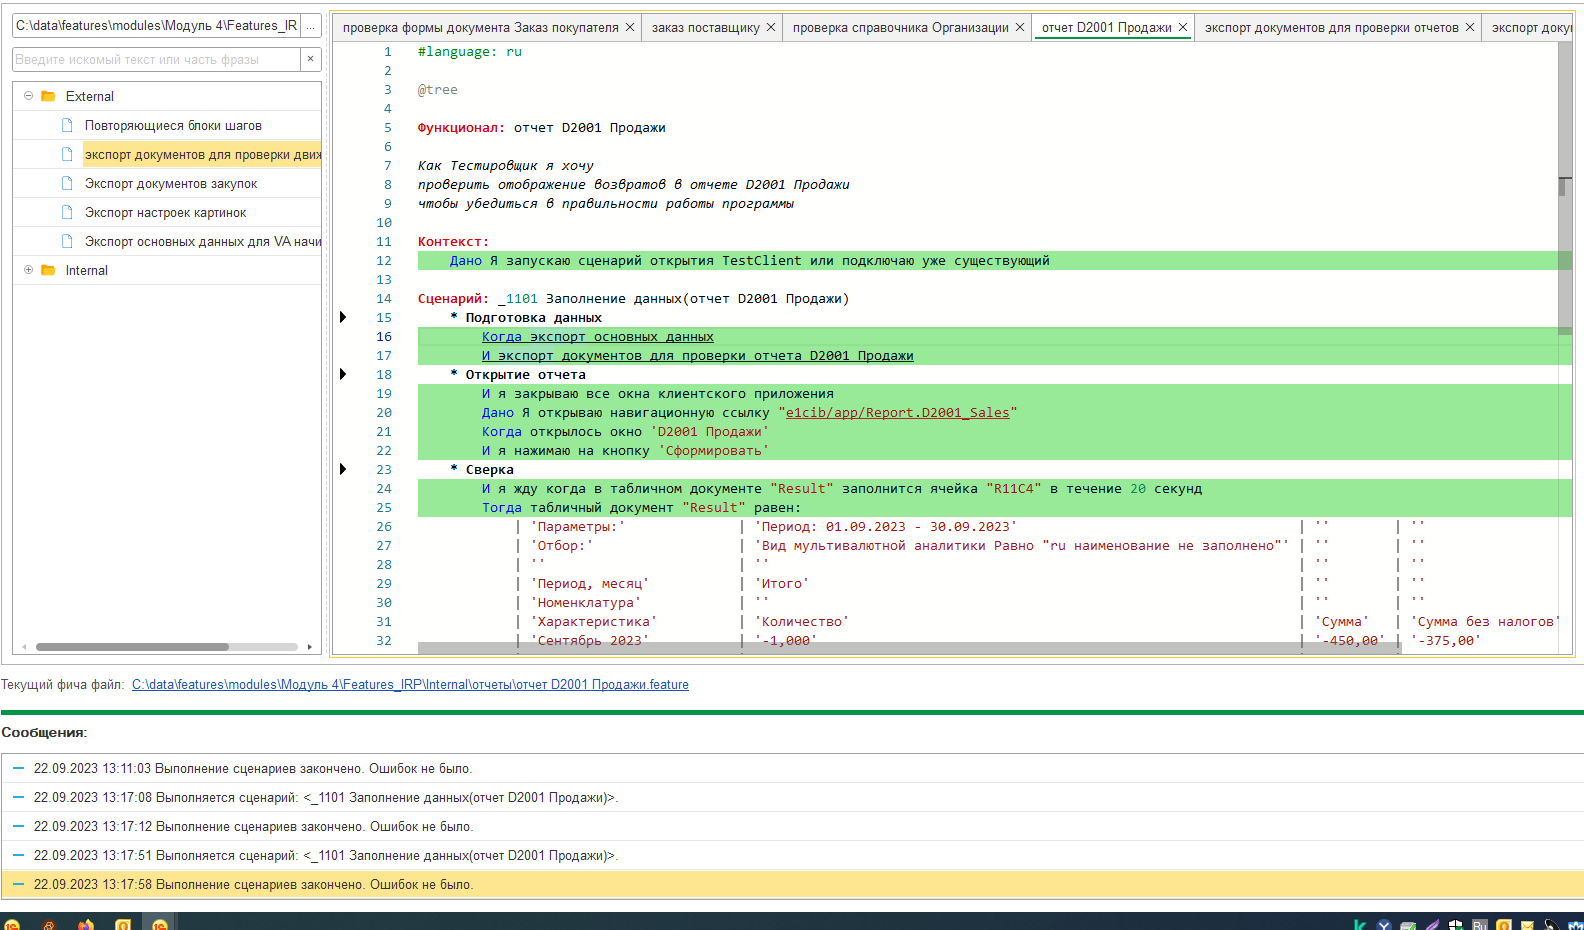 C:\data\features\modules\Модуль 4\Features_IR ...
Введите искомый текст или часть фразы ×
External
Повторяющиеся блоки шагов
экспорт документов для проверки движ
Экспорт документов закупок
Экспорт настроек картинок
Экспорт основных данных для VA начи
Internal
проверка формы документа Заказ покупателя × заказ поставщику × проверка справочника Организации × отчет D2001 Продажи × экспорт документов для проверки отчетов × экспорт доку
1 #language: ru
2
3 @tree
4
5 Функционал: отчет D2001 Продажи
6
7 Как Тестировщик я хочу
8 проверить отображение возвратов в отчете D2001 Продажи
9 чтобы убедиться в правильности работы программы
10
11 Контекст:
12 Дано Я запускаю сценарий открытия TestClient или подключаю уже существующий
13
14 Сценарий: _1101 Заполнение данных(отчет D2001 Продажи)
15 * Подготовка данных
16 Когда экспорт основных данных
17 И экспорт документов для проверки отчета D2001 Продажи
18 * Открытие отчета
19 И я закрываю все окна клиентского приложения
20 Дано Я открываю навигационную ссылку "e1cib/app/Report.D2001_Sales"
21 Когда открылось окно 'D2001 Продажи'
22 И я нажимаю на кнопку 'Сформировать'
23 * Сверка
24 И я жду когда в табличном документе "Result" заполнится ячейка "R11C4" в течение 20 секунд
25 Тогда табличный документ "Result" равен:
26 | 'Параметры:' | 'Период: 01.09.2023 - 30.09.2023' | '' | ''
27 | 'Отбор:' | 'Вид мультивалютной аналитики Равно "ru наименование не заполнено"' | '' | ''
28 | '' | '' | '' | ''
29 | 'Период, месяц' | 'Итого' | '' | ''
30 | 'Номенклатура' | '' | '' | ''
31 | 'Характеристика' | 'Количество' | 'Сумма' | 'Сумма без налогов'
32 | 'Сентябрь 2023' | '-1,000' | '-450,00' | '-375,00'
Текущий фича файл: C:\data\features\modules\Модуль 4\Features_IRP\Internal\отчеты\отчет D2001 Продажи.feature
Сообщения:
22.09.2023 13:11:03 Выполнение сценариев закончено. Ошибок не было.
22.09.2023 13:17:08 Выполняется сценарий: <_1101 Заполнение данных(отчет D2001 Продажи)>.
22.09.2023 13:17:12 Выполнение сценариев закончено. Ошибок не было.
22.09.2023 13:17:51 Выполняется сценарий: <_1101 Заполнение данных(отчет D2001 Продажи)>.
22.09.2023 13:17:58 Выполнение сценариев закончено. Ошибок не было.
Ru